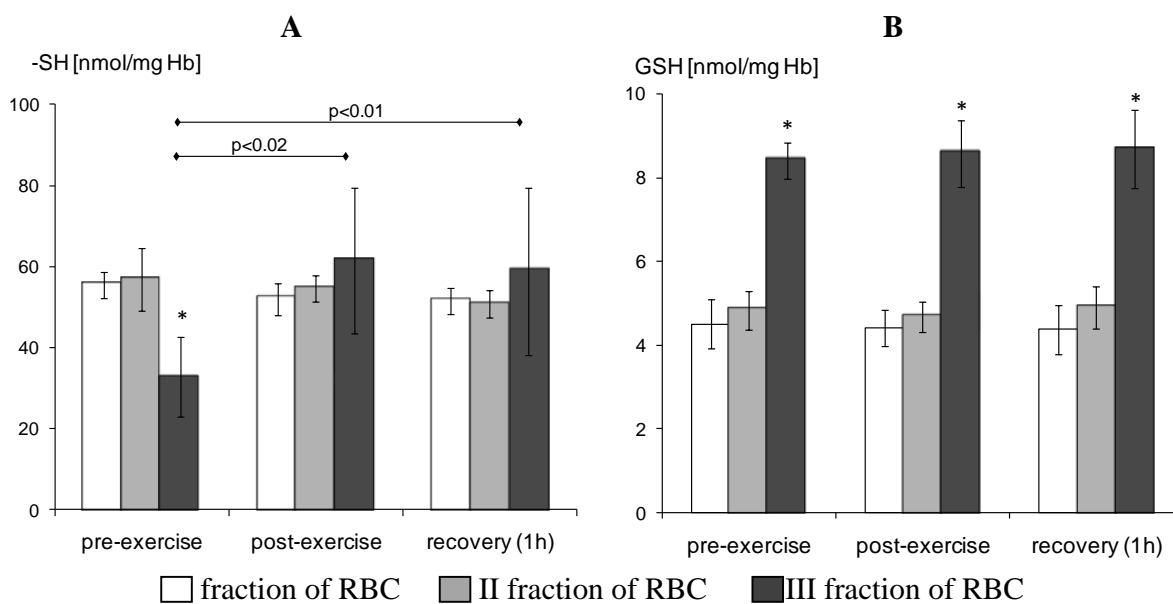 A
-SH [nmol/mg Hb]
100
80
60
40
20
0
p<0.01
p<0.02
*
pre-exercise
post-exercise
recovery (1h)
B
GSH [nmol/mg Hb]
10
8
6
4
2
0
*
*
*
pre-exercise
post-exercise
recovery (1h)
fraction of RBC
II fraction of RBC
III fraction of RBC